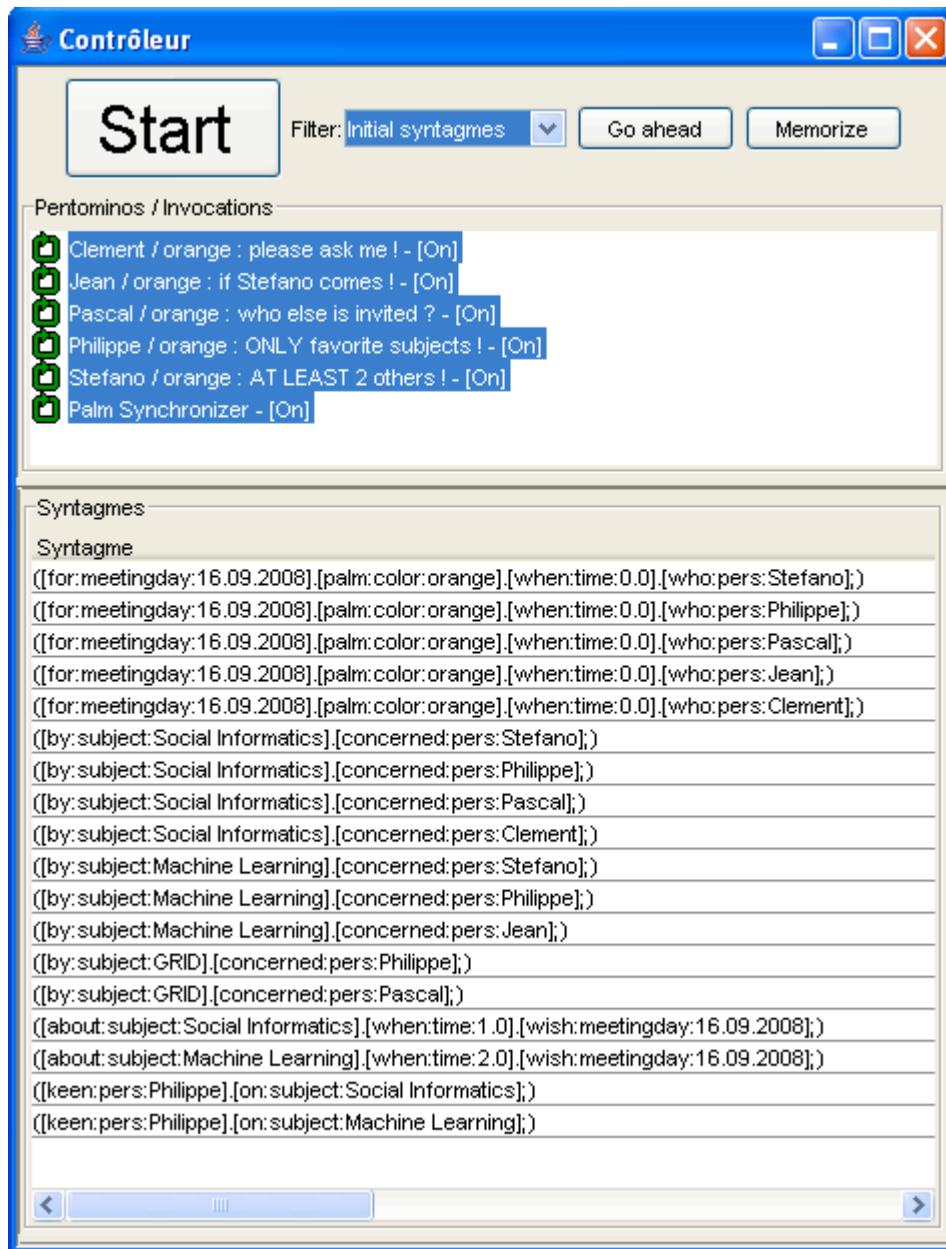 Contrôleur
Start Filter: Initial syntagmes Go ahead Memorize
Pentominos / Invocations
Clement / orange : please ask me ! - [On]
Jean / orange : if Stefano comes ! - [On]
Pascal / orange : who else is invited ? - [On]
Philippe / orange : ONLY favorite subjects ! - [On]
Stefano / orange : AT LEAST 2 others ! - [On]
Palm Synchronizer - [On]
Syntagmes
Syntagme
([for:meetingday:16.09.2008].[palm:color:orange].[when:time:0.0].[who:pers:Stefano];)
([for:meetingday:16.09.2008].[palm:color:orange].[when:time:0.0].[who:pers:Philippe];)
([for:meetingday:16.09.2008].[palm:color:orange].[when:time:0.0].[who:pers:Pascal];)
([for:meetingday:16.09.2008].[palm:color:orange].[when:time:0.0].[who:pers:Jean];)
([for:meetingday:16.09.2008].[palm:color:orange].[when:time:0.0].[who:pers:Clement];)
([by:subject:Social Informatics].[concerned:pers:Stefano];)
([by:subject:Social Informatics].[concerned:pers:Philippe];)
([by:subject:Social Informatics].[concerned:pers:Pascal];)
([by:subject:Social Informatics].[concerned:pers:Clement];)
([by:subject:Machine Learning].[concerned:pers:Stefano];)
([by:subject:Machine Learning].[concerned:pers:Philippe];)
([by:subject:Machine Learning].[concerned:pers:Jean];)
([by:subject:GRID].[concerned:pers:Philippe];)
([by:subject:GRID].[concerned:pers:Pascal];)
([about:subject:Social Informatics].[when:time:1.0].[wish:meetingday:16.09.2008];)
([about:subject:Machine Learning].[when:time:2.0].[wish:meetingday:16.09.2008];)
([keen:pers:Philippe].[on:subject:Social Informatics];)
([keen:pers:Philippe].[on:subject:Machine Learning];)